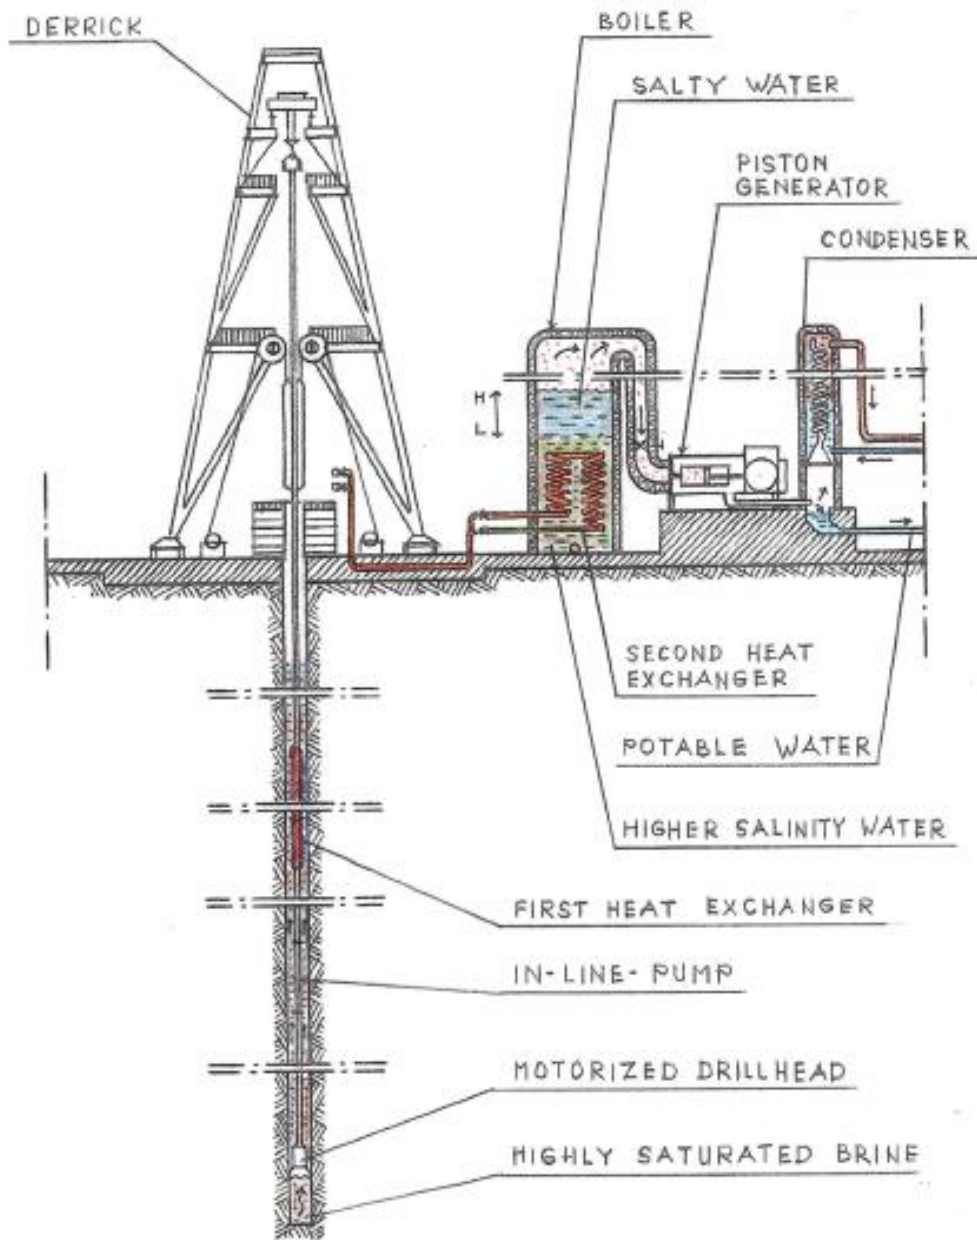 DERRICK
BOILER
SALTY WATER
PISTON
GENERATOR
CONDENSER
H
L
SECOND HEAT
EXCHANGER
POTABLE WATER
HIGHER SALINITY WATER
FIRST HEAT EXCHANGER
IN-LINE-PUMP
MOTORIZED DRILLHEAD
HIGHLY SATURATED BRINE